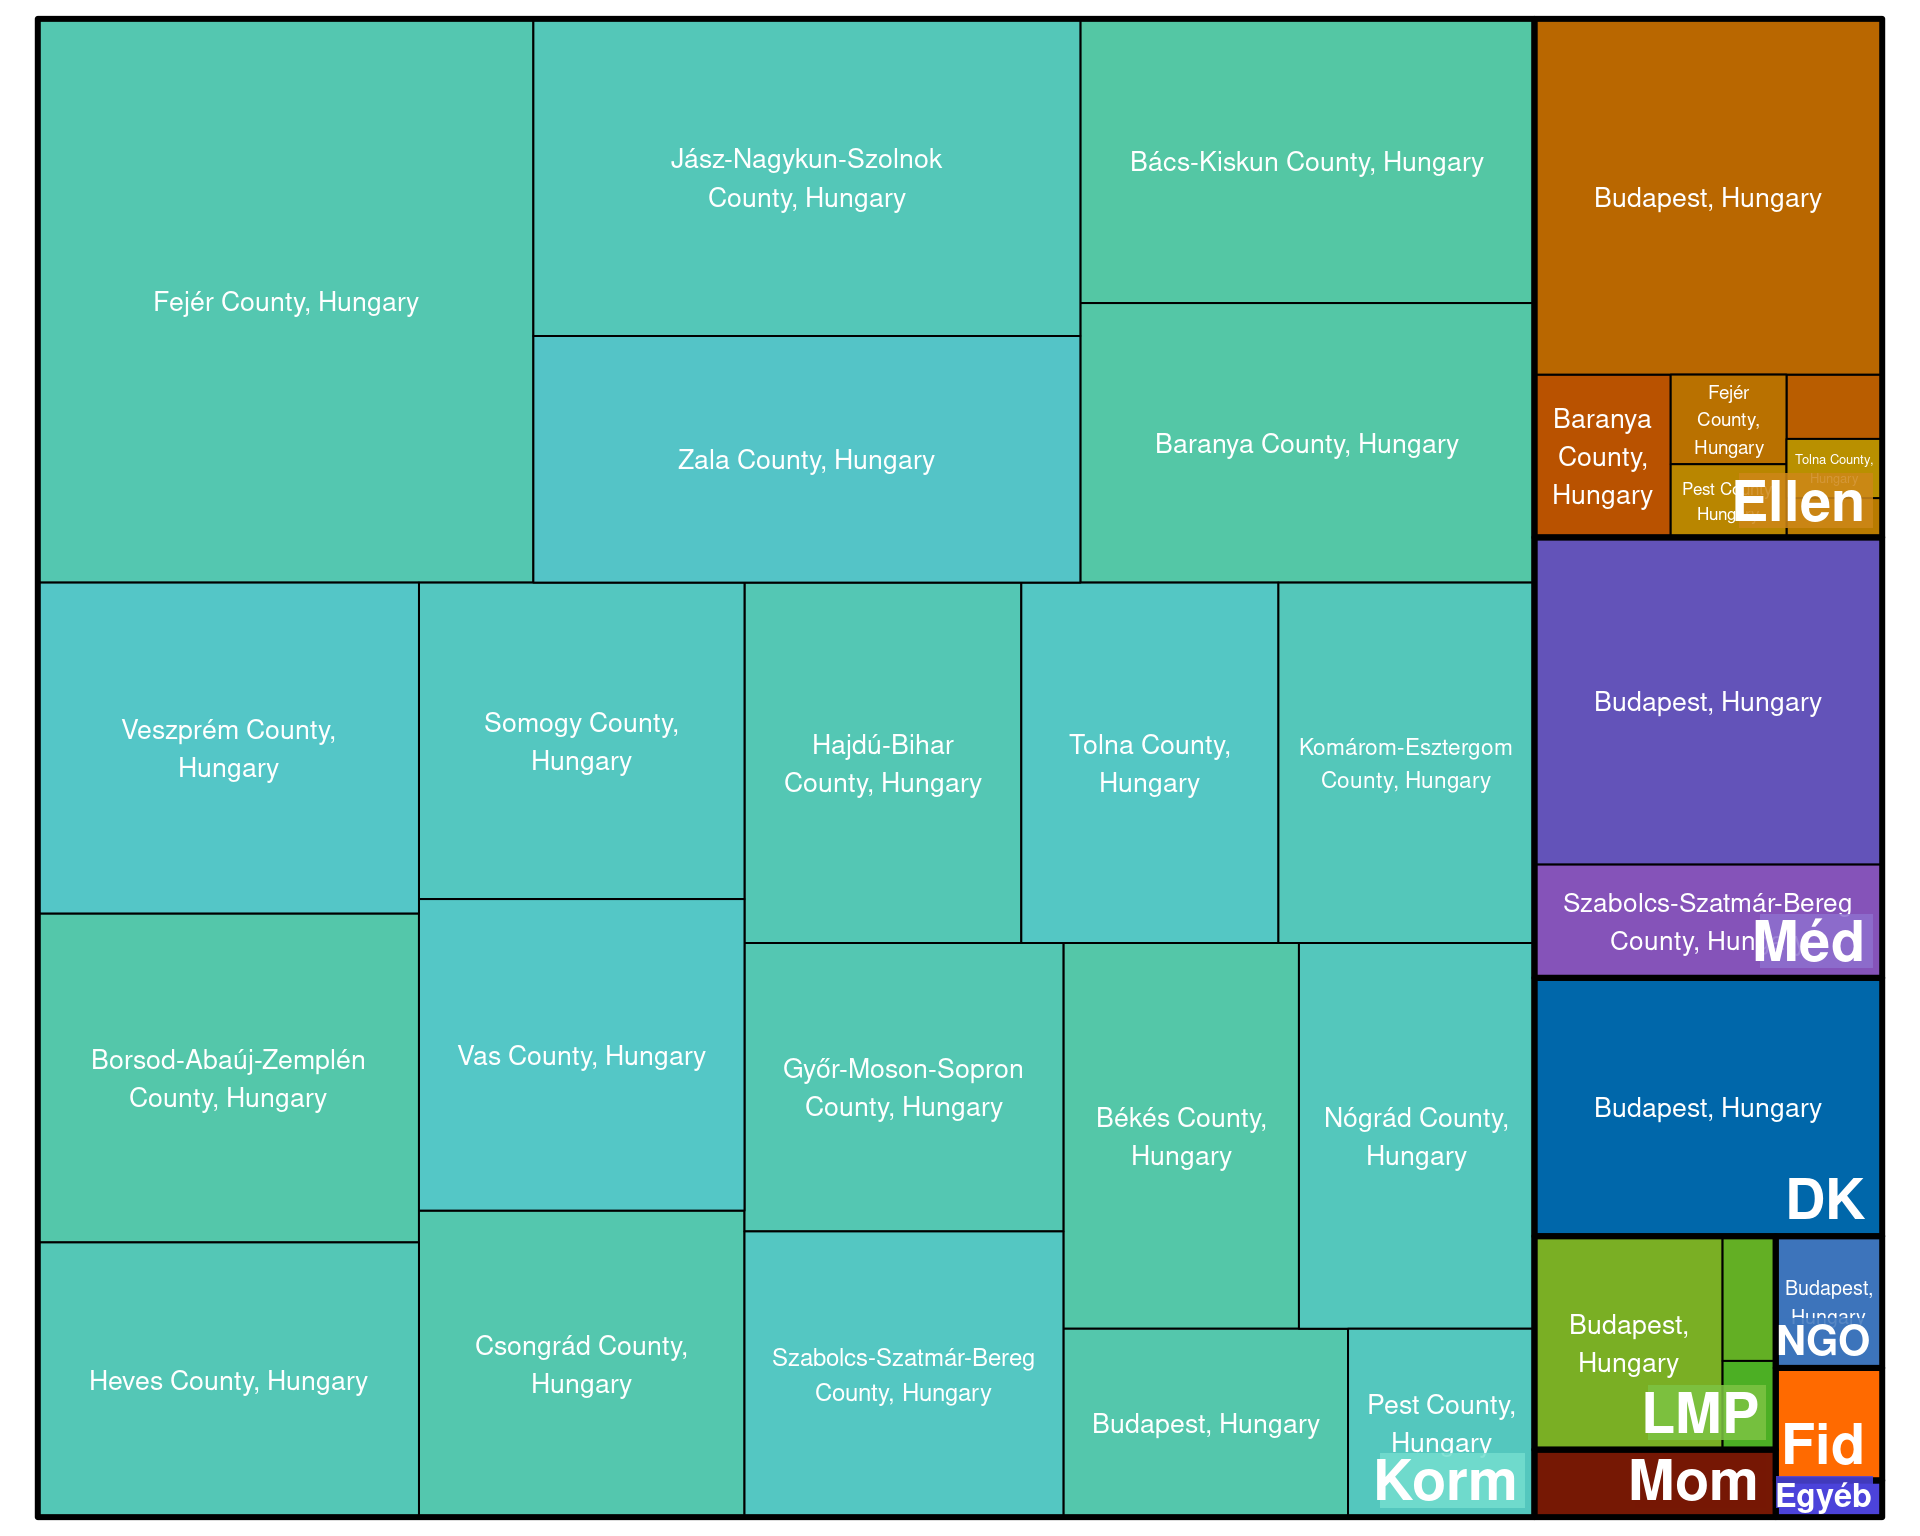 Fejér County, Hungary
Jász-Nagykun-Szolnok
County, Hungary
Zala County, Hungary
Bács-Kiskun County, Hungary
Baranya County, Hungary
Veszprém County,
Hungary
Somogy County,
Hungary
Hajdú-Bihar
County, Hungary
Tolna County,
Hungary
Komárom-Esztergom
County, Hungary
Borsod-Abaúj-Zemplén
County, Hungary
Vas County, Hungary
Győr-Moson-Sopron
County, Hungary
Békés County,
Hungary
Nógrád County,
Hungary
Heves County, Hungary
Csongrád County,
Hungary
Szabolcs-Szatmár-Bereg
County, Hungary
Budapest, Hungary
Pest County,
Hungary
Korm
Budapest, Hungary
Baranya
County,
Hungary
Fejér
County,
Hungary
Pest County,
Hungary
Tolna County,
Hungary
Ellen
Budapest, Hungary
Szabolcs-Szatmár-Bereg
County, Hungary
Méd
Budapest, Hungary
DK
Budapest,
Hungary
LMP
Budapest,
Hungary
NGO
Fid
Mom
Egyéb